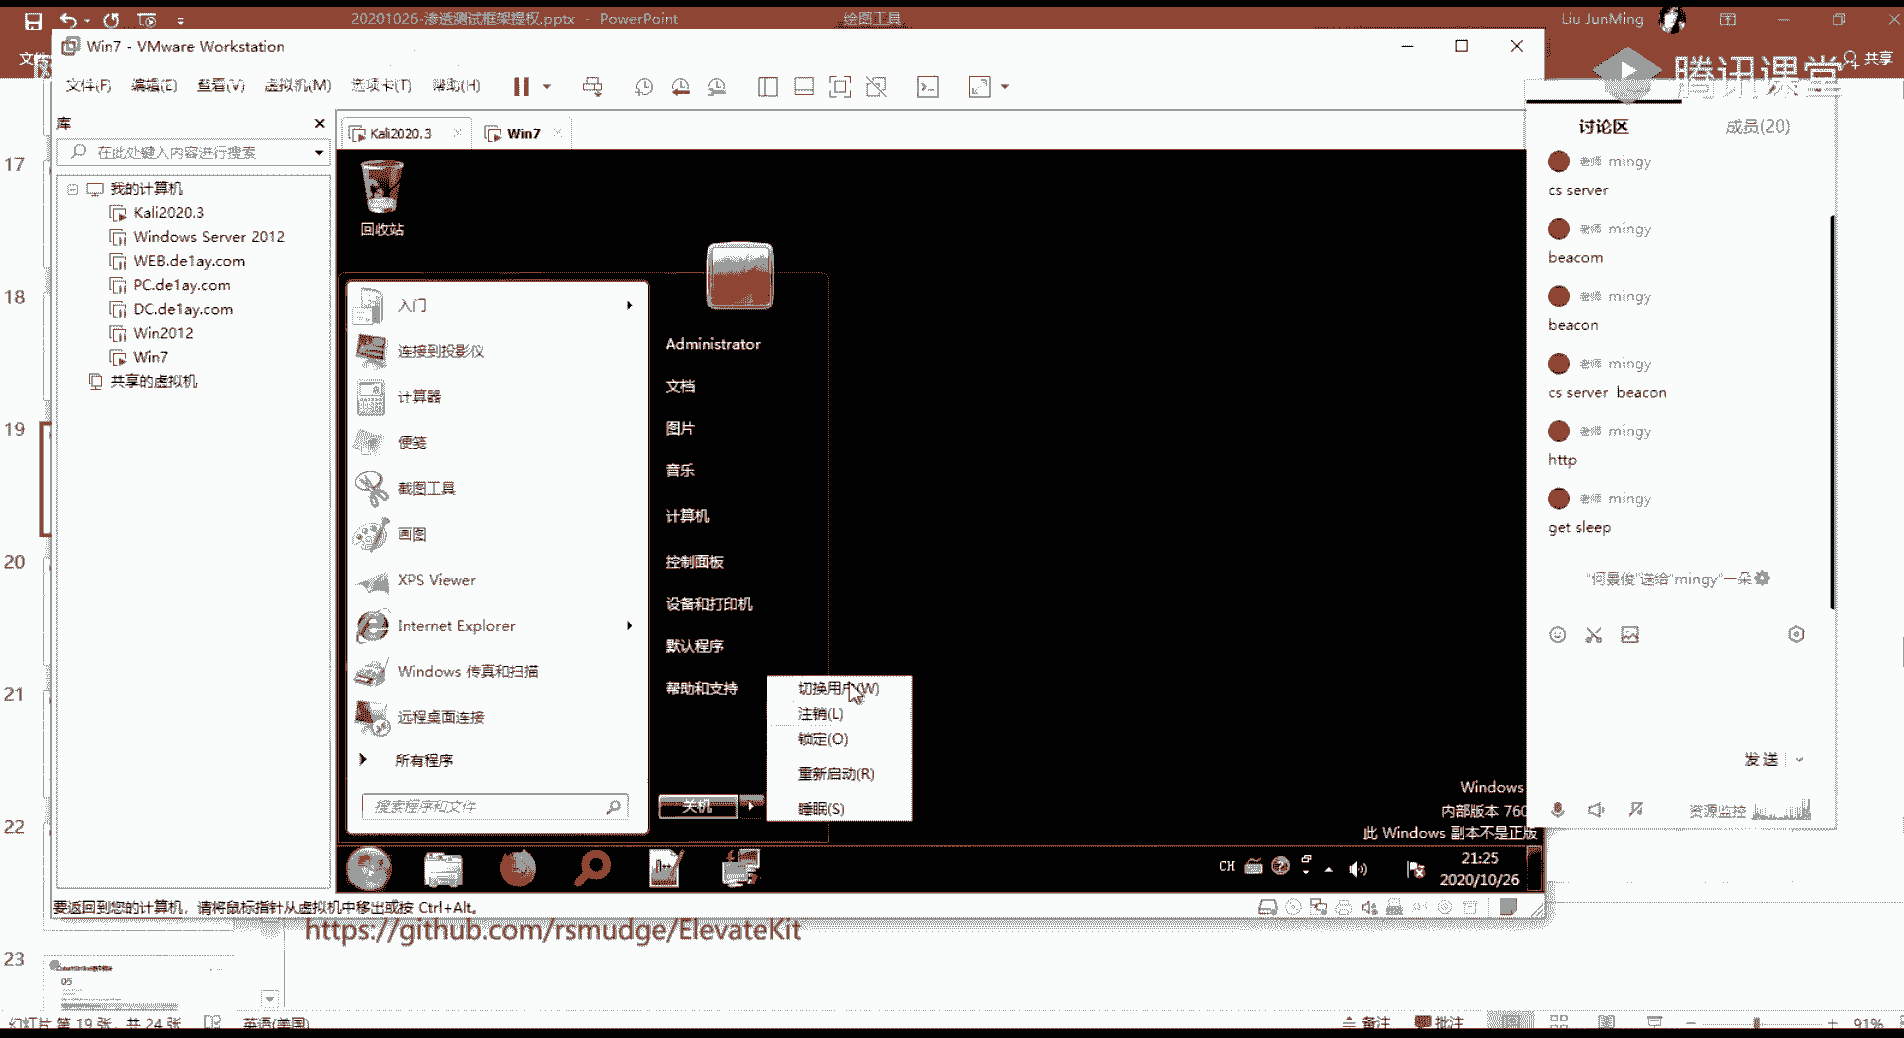 20201026-渗透测试框架提权.pptx - PowerPoint
绘图工具
Liu JunMing
文件
共享
腾讯课堂
Win7 - VMware Workstation
文件(F) 编辑(E) 查看(V) 虚拟机(M) 选项卡(T) 帮助(H)
库
在此处键入内容进行搜索
我的计算机
Kali2020.3
Windows Server 2012
WEB.de1ay.com
PC.de1ay.com
DC.de1ay.com
Win2012
Win7
共享的虚拟机
Kali2020.3
Win7
回收站
入门
连接到投影仪
计算器
便笺
截图工具
画图
XPS Viewer
Internet Explorer
Windows 传真和扫描
远程桌面连接
所有程序
搜索程序和文件
Administrator
文档
图片
音乐
计算机
控制面板
设备和打印机
默认程序
帮助和支持
关机
切换用户(W)
注销(L)
锁定(O)
重新启动(R)
睡眠(S)
Windows
内部版本 760
此 Windows 副本不是正版
CH
21:25
2020/10/26
要返回到您的计算机，请将鼠标指针从虚拟机中移出或按 Ctrl+Alt。
https://github.com/rsmudge/ElevateKit
讨论区
成员(20)
老师 mingy
cs server
老师 mingy
beacom
老师 mingy
beacon
老师 mingy
cs server beacon
老师 mingy
http
老师 mingy
get sleep
送给"mingy"一朵
发送
资源监控
17
18
19
20
21
22
23
05
幻灯片 第 19 张，共 24 张
英语(美国)
备注
批注
91%